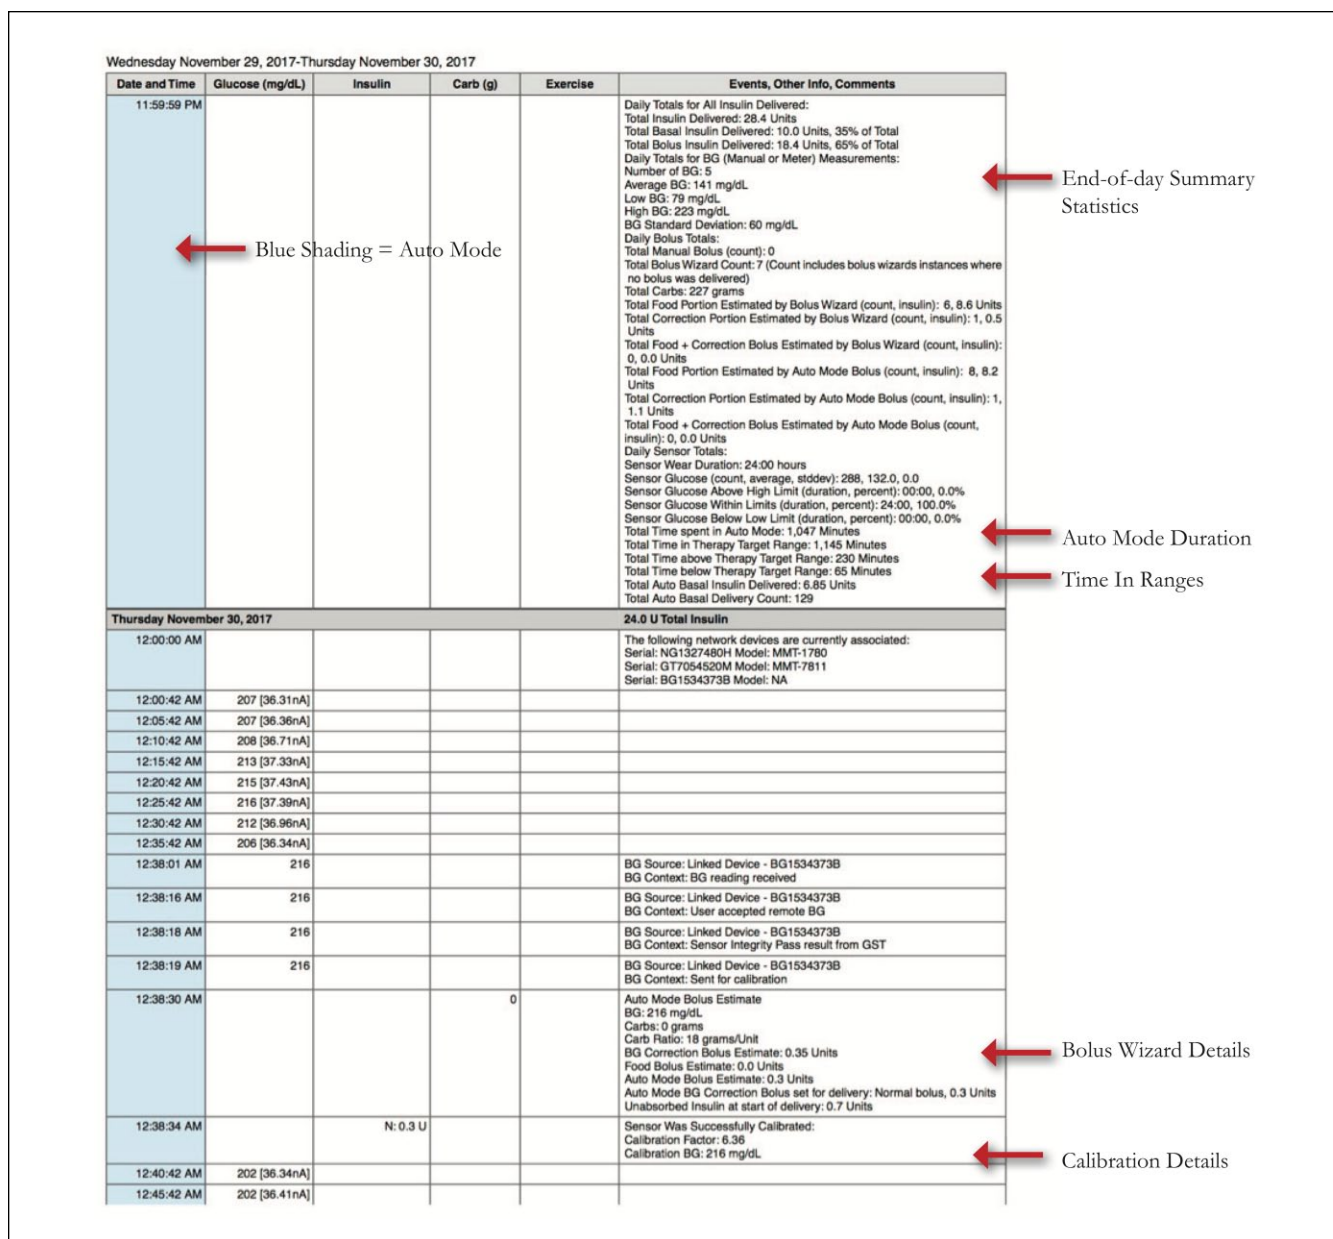 Wednesday November 29, 2017-Thursday November 30, 2017
Date and Time Glucose (mg/dL) Insulin Carb (g) Exercise Events, Other Info, Comments
11:59:59 PM Daily Totals for All Insulin Delivered:
Total Insulin Delivered: 28.4 Units
Total Basal Insulin Delivered: 10.0 Units, 35% of Total
Total Bolus Insulin Delivered: 18.4 Units, 65% of Total
Daily Totals for BG (Manual or Meter) Measurements:
Number of BG: 5
Average BG: 141 mg/dL
Low BG: 79 mg/dL
High BG: 223 mg/dL
BG Standard Deviation: 60 mg/dL
End-of-day Summary
Statistics
Blue Shading = Auto Mode
Daily Bolus Totals:
Total Manual Bolus (count): 0
Total Bolus Wizard Count: 7 (Count includes bolus wizards instances where
no bolus was delivered)
Total Carbs: 227 grams
Total Food Portion Estimated by Bolus Wizard (count, insulin): 6, 8.6 Units
Total Correction Portion Estimated by Bolus Wizard (count, insulin): 1, 0.5
Units
Total Food + Correction Bolus Estimated by Bolus Wizard (count, insulin):
0, 0.0 Units
Total Food Portion Estimated by Auto Mode Bolus (count, insulin): 8, 8.2
Units
Total Correction Portion Estimated by Auto Mode Bolus (count, insulin): 1,
1.1 Units
Total Food + Correction Bolus Estimated by Auto Mode Bolus (count,
insulin): 0, 0.0 Units
Daily Sensor Totals:
Sensor Wear Duration: 24:00 hours
Sensor Glucose (count, average, stddev): 288, 132.0, 0.0
Sensor Glucose Above High Limit (duration, percent): 00:00, 0.0%
Sensor Glucose Within Limits (duration, percent): 24:00, 100.0%
Sensor Glucose Below Low Limit (duration, percent): 00:00, 0.0%
Total Time spent in Auto Mode: 1,047 Minutes
Auto Mode Duration
Total Time in Therapy Target Range: 1,145 Minutes
Total Time above Therapy Target Range: 230 Minutes
Total Time below Therapy Target Range: 65 Minutes
Time In Ranges
Total Auto Basal Insulin Delivered: 6.85 Units
Total Auto Basal Delivery Count: 129
Thursday November 30, 2017 24.0 U Total Insulin
12:00:00 AM The following network devices are currently associated:
Serial: NG1327480H Model: MMT-1780
Serial: GT7054520M Model: MMT-7811
Serial: BG1534373B Model: NA
12:00:42 AM 207 [36.31nA]
12:05:42 AM 207 [36.36nA]
12:10:42 AM 208 [36.71nA]
12:15:42 AM 213 [37.33nA]
12:20:42 AM 215 [37.43nA]
12:25:42 AM 216 [37.39nA]
12:30:42 AM 212 [36.96nA]
12:35:42 AM 206 [36.34nA]
12:38:01 AM 216 BG Source: Linked Device - BG1534373B
BG Context: BG reading received
12:38:16 AM 216 BG Source: Linked Device - BG1534373B
BG Context: User accepted remote BG
12:38:18 AM 216 BG Source: Linked Device - BG1534373B
BG Context: Sensor Integrity Pass result from GST
12:38:19 AM 216 BG Source: Linked Device - BG1534373B
BG Context: Sent for calibration
12:38:30 AM 0 Auto Mode Bolus Estimate
BG: 216 mg/dL
Carbs: 0 grams
Carb Ratio: 18 grams/Unit
BG Correction Bolus Estimate: 0.35 Units
Bolus Wizard Details
Food Bolus Estimate: 0.0 Units
Auto Mode Bolus Estimate: 0.3 Units
Auto Mode BG Correction Bolus set for delivery: Normal bolus, 0.3 Units
Unabsorbed Insulin at start of delivery: 0.7 Units
12:38:34 AM N: 0.3 U Sensor Was Successfully Calibrated:
Calibration Factor: 6.36
Calibration BG: 216 mg/dL
Calibration Details
12:40:42 AM 202 [36.34nA]
12:45:42 AM 202 [36.41nA]